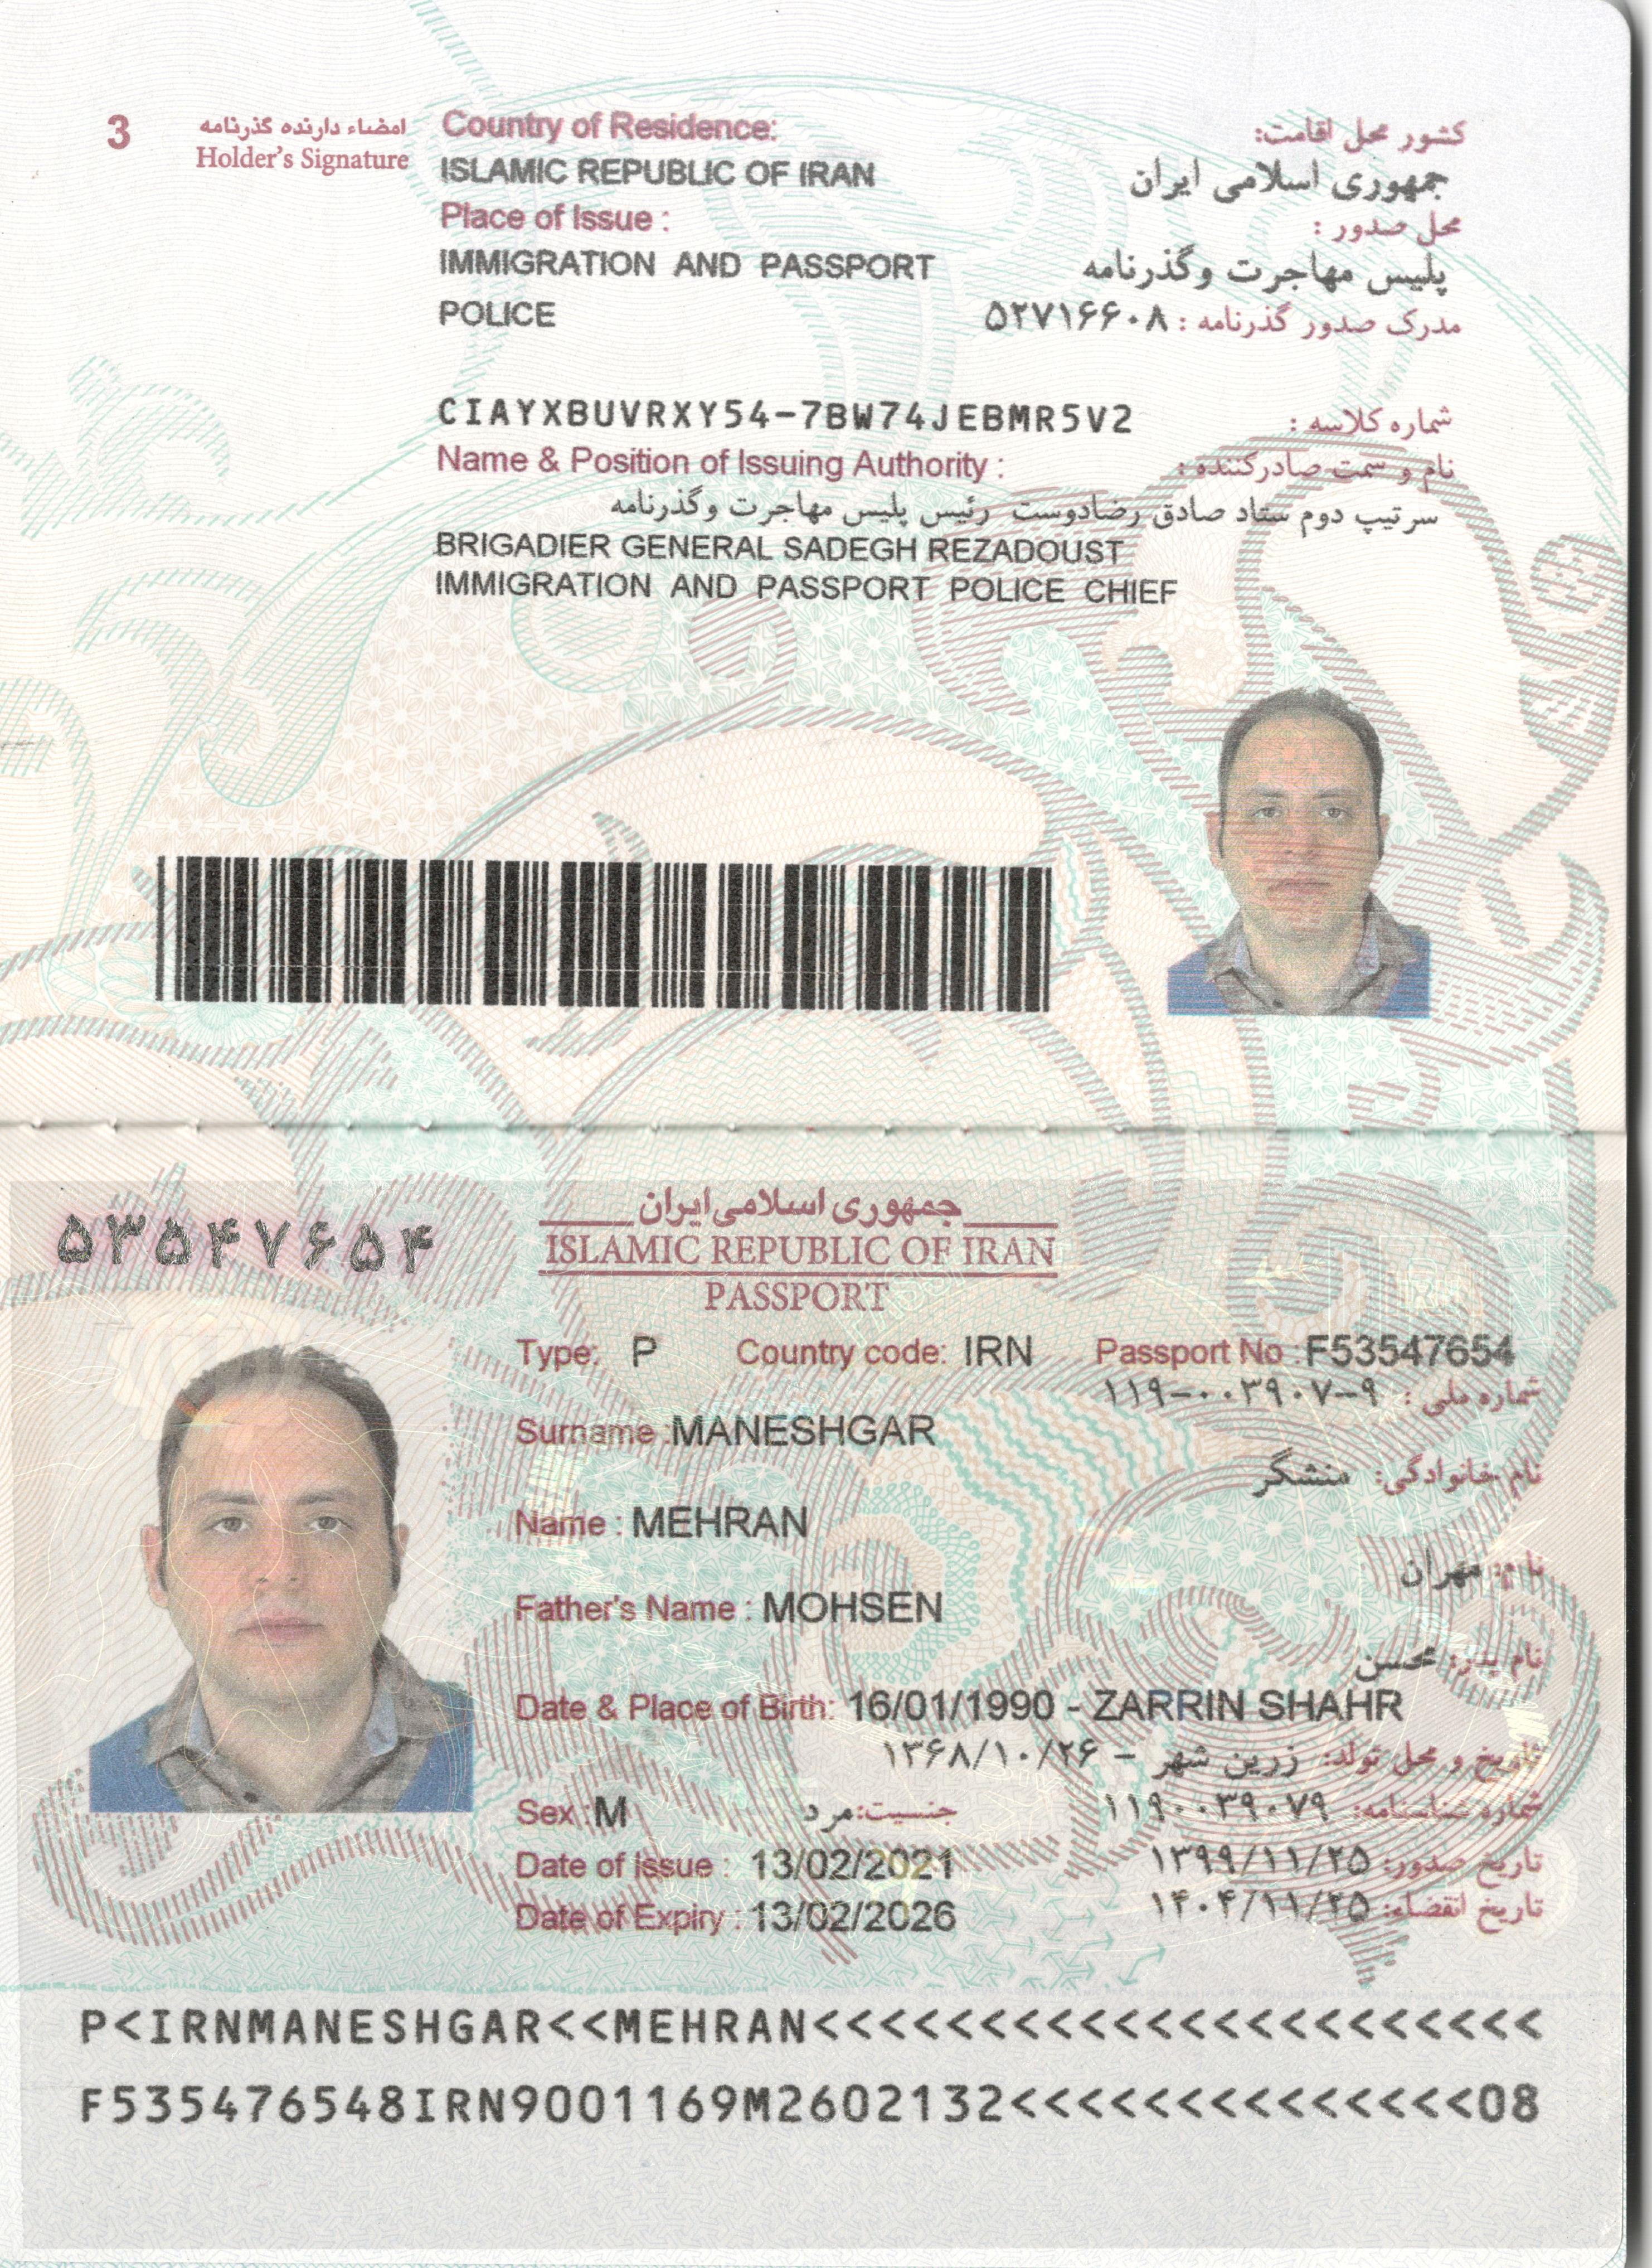 3
امضاء دارنده گذرنامه
Holder's Signature
Country of Residence:
کشور محل اقامت:
ISLAMIC REPUBLIC OF IRAN
جمهوری اسلامی ایران
Place of Issue :
محل صدور :
IMMIGRATION AND PASSPORT
پلیس مهاجرت وگذرنامه
POLICE
مدرک صدور گذرنامه : ۵۲۷۱۶۶۰۸
CIAYXBUVRXY54-7BW74JEBMR5V2
شماره کلاسه :
Name & Position of Issuing Authority :
نام و سمت صادرکننده :
سرتیپ دوم ستاد صادق رضادوست رئیس پلیس مهاجرت وگذرنامه
BRIGADIER GENERAL SADEGH REZADOUST
IMMIGRATION AND PASSPORT POLICE CHIEF
۵۳۵۴۷۶۵۴
جمهوری اسلامی ایران
ISLAMIC REPUBLIC OF IRAN
PASSPORT
Type: P Country code: IRN Passport No : F53547654
شماره ملی : ۱۱۹-۰۰۳۹۰۷-۹
Surname : MANESHGAR
نام خانوادگی: منشگر
Name : MEHRAN
نام: مهران
Father's Name : MOHSEN
نام پدر: محسن
Date & Place of Birth: 16/01/1990 - ZARRIN SHAHR
تاریخ و محل تولد: زرین شهر - ۱۳۶۸/۱۰/۲۶
Sex : M
جنسیت: مرد
شماره شناسنامه: ۱۱۹۰۰۳۹۰۷۹
Date of Issue : 13/02/2021
تاریخ صدور: ۱۳۹۹/۱۱/۲۵
Date of Expiry : 13/02/2026
تاریخ انقضاء: ۱۴۰۴/۱۱/۲۵
P<IRNMANESHGAR<<MEHRAN<<<<<<<<<<<<<<<<<<<<<<
F535476548IRN9001169M2602132<<<<<<<<<<<<<<08